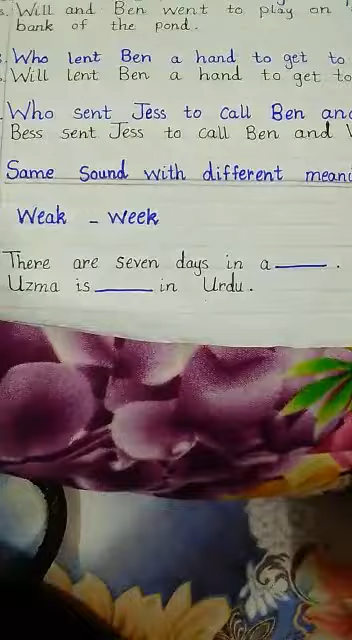 s. Will and Ben went to play on
bank of the pond.
Who lent Ben a hand to get to
Will lent Ben a hand to get to
Who sent Jess to call Ben and
Bess sent Jess to call Ben and
Same Sound with different
Weak - Week
There are seven days in a ____.
Uzma is ____ in Urdu.